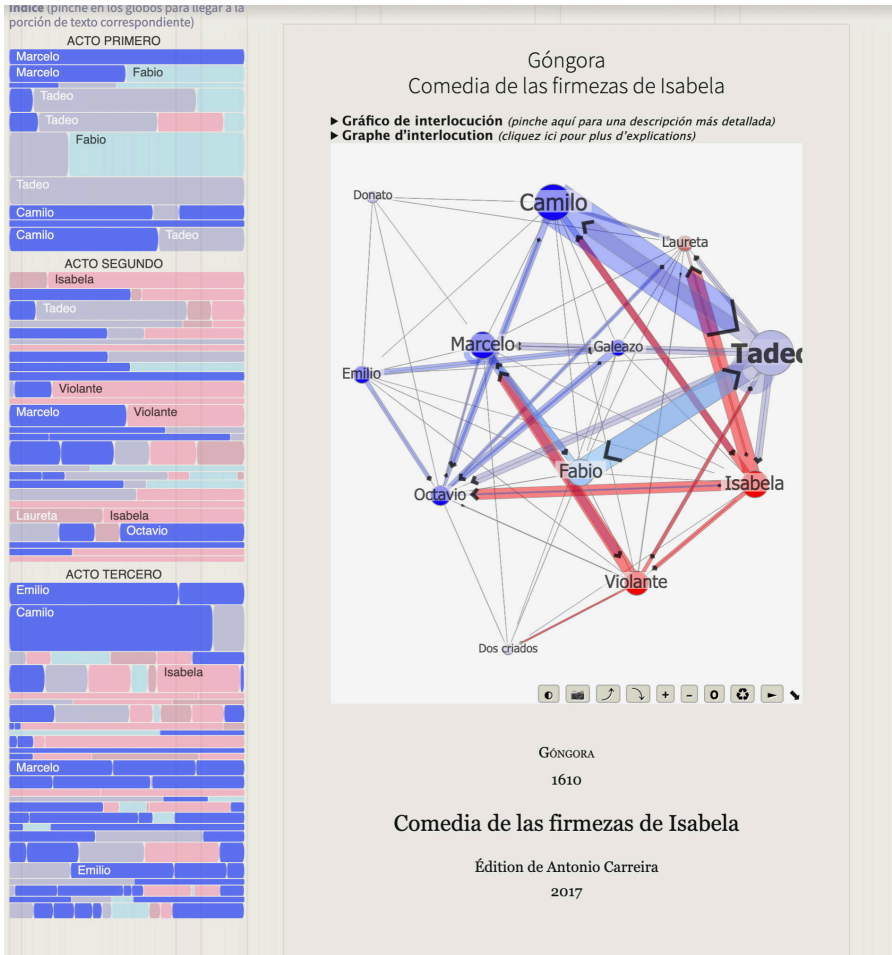 Índice (pinche en los globos para llegar a la
porción de texto correspondiente)
ACTO PRIMERO
Marcelo
Marcelo Fabio
Tadeo
Tadeo
Fabio
Tadeo
Camilo
Camilo Tadeo
ACTO SEGUNDO
Isabela
Tadeo
Violante
Marcelo Violante
Laureta Isabela
Octavio
ACTO TERCERO
Emilio
Camilo
Isabela
Marcelo
Emilio
Góngora
Comedia de las firmezas de Isabela
Gráfico de interlocución (pinche aquí para una descripción más detallada)
Graphe d'interlocution (cliquez ici pour plus d'explications)
Donato
Camilo
Laureta
Marcelo
Galeazo
Tadeo
Emilio
Fabio
Octavio
Isabela
Violante
Dos criados
GÓNGORA
1610
Comedia de las firmezas de Isabela
Édition de Antonio Carreira
2017